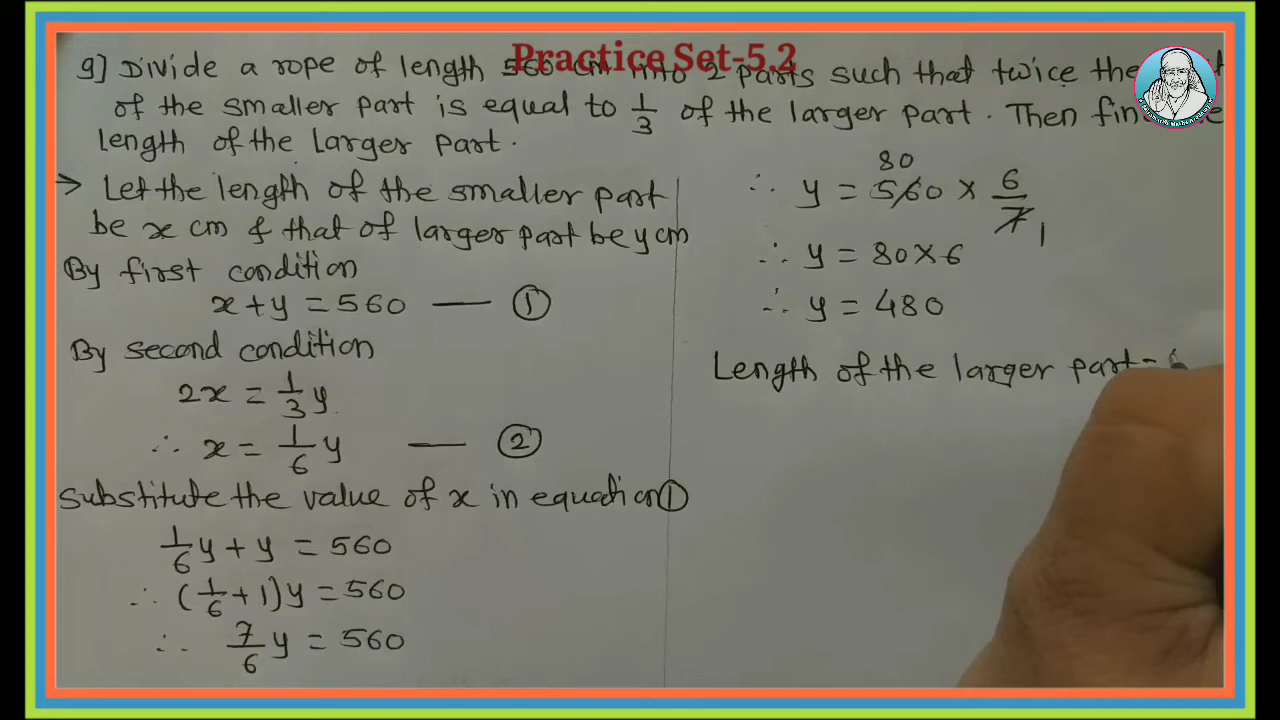 Practice Set-5.2
9] Divide a rope of length 560 cm into 2 parts such that twice the
of the smaller part is equal to 1/3 of the larger part. Then find
length of the larger part.
→ Let the length of the smaller part
be x cm & that of larger part be y cm
By first condition
x+y = 560 — ①
By second condition
2x = 1/3 y
∴ x = 1/6 y — ②
Substitute the value of x in equation ①
1/6 y + y = 560
∴ (1/6 + 1) y = 560
∴ 7/6 y = 560
80
∴ y = 560 × 6/7 1
∴ y = 80×6
∴ y = 480
Length of the larger part-